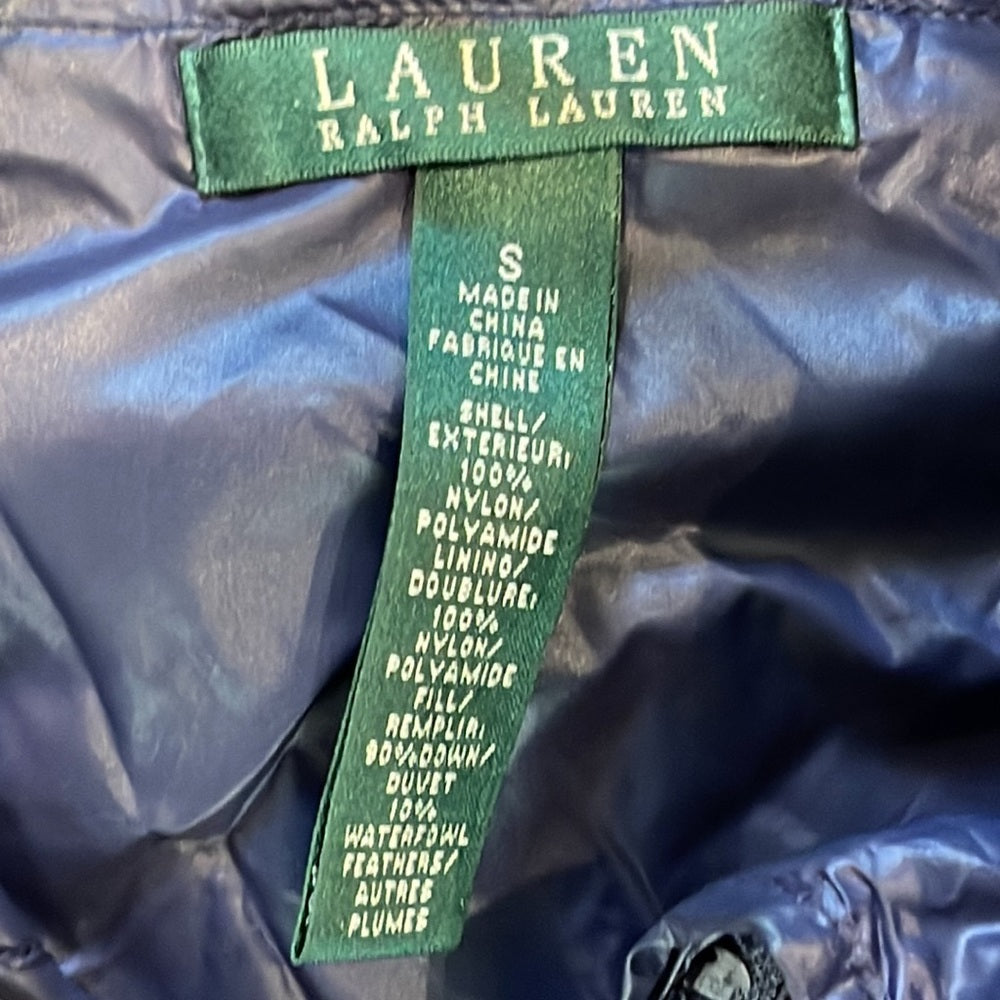 LAUREN
RALPH LAUREN
S
MADE IN
CHINA
FABRIQUE EN
CHINE
SHELL/
EXTERIEUR:
100%
NYLON/
POLYAMIDE
LINING/
DOUBLURE:
100%
NYLON/
POLYAMIDE
FILL/
REMPLIR:
90%DOWN/
DUVET
10%
WATERFOWL
FEATHERS/
AUTRES
PLUMES